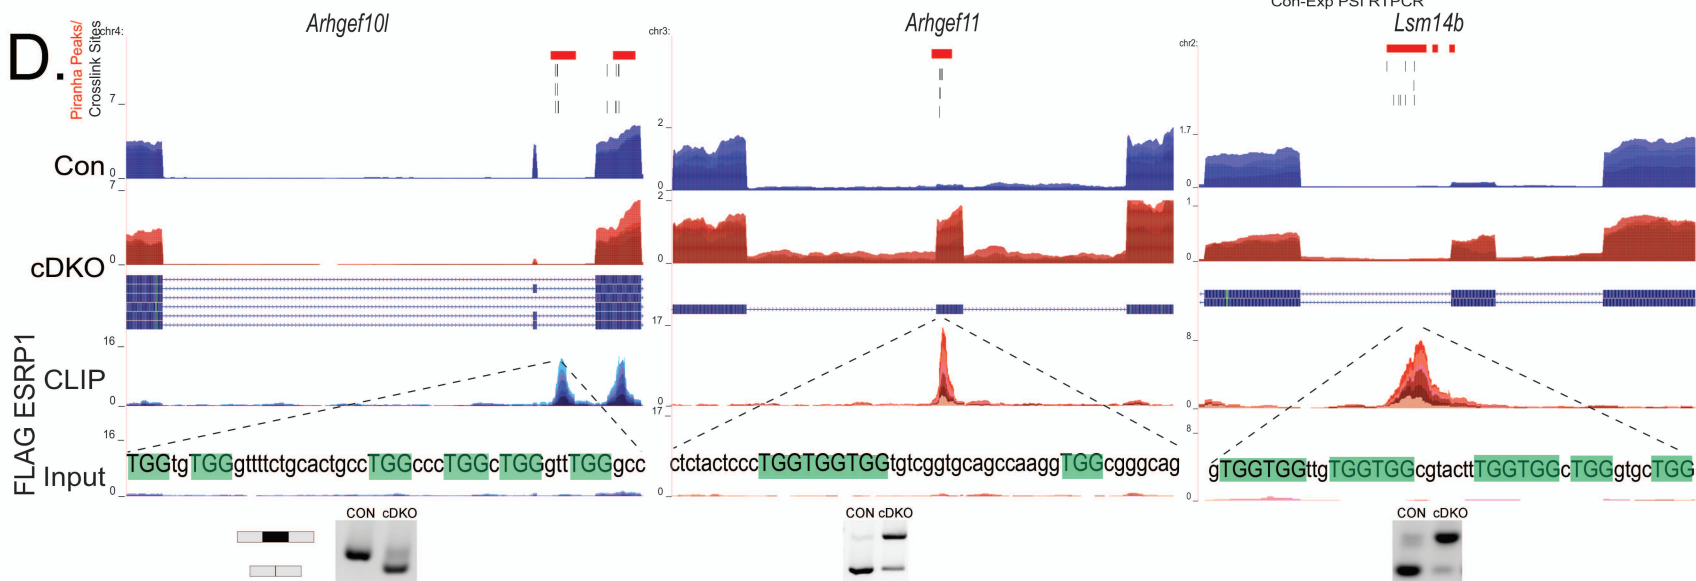 Con-Exp PSI RTPCR
D.
Piranha Peaks/
Crosslink Sites
Arhgef10l
Arhgef11
Lsm14b
chr4:
chr3:
chr2:
7
2
1.7
Con
0
0
0
7
2
1
cDKO
0
0
0
FLAG ESRP1
16
17
8
CLIP
0
0
0
16
17
8
TGGtgTGGgttttctgcactgccTGGcccTGGcTGGgttTGGgcc
ctctactcccTGGTGGTGGtgtcggtgcagccaaggTGGcgggcag
gTGGTGGttgTGGTGGcgtacttTGGTGGcTGGgtgcTGG
Input
0
0
0
CON cDKO
CON cDKO
CON cDKO